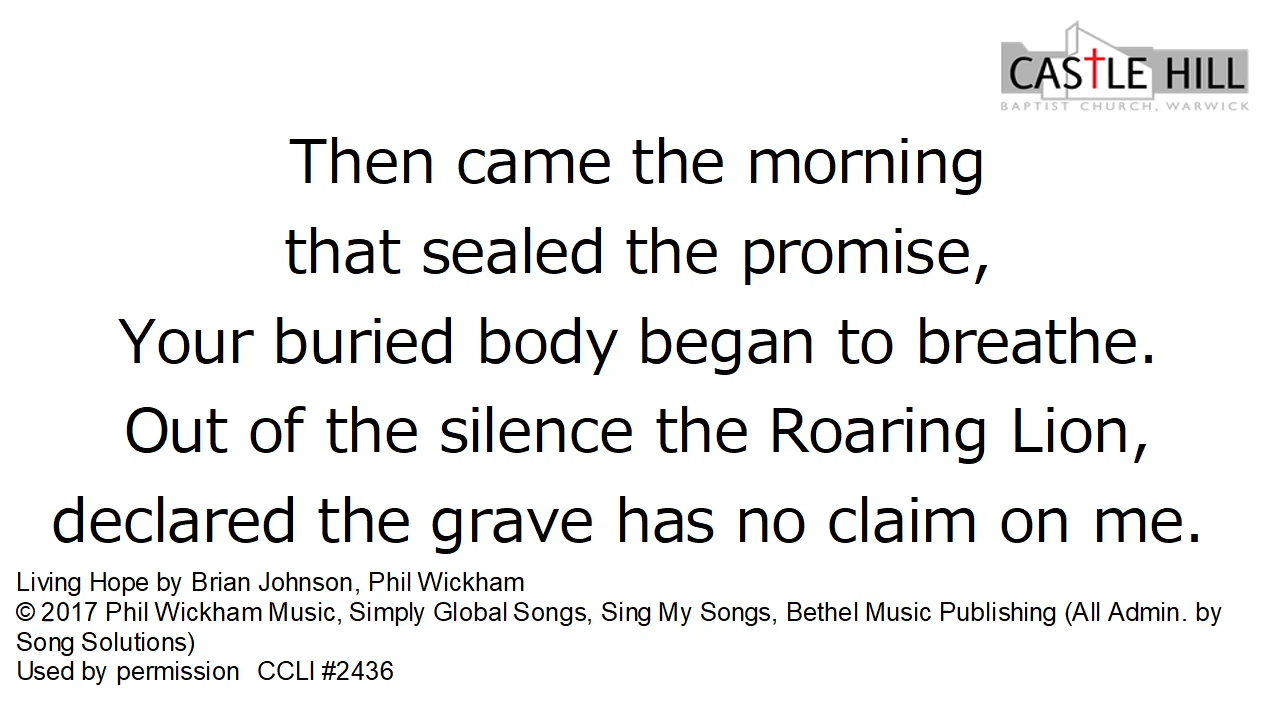 CASTLE HILL
BAPTIST CHURCH, WARWICK
Then came the morning
that sealed the promise,
Your buried body began to breathe.
Out of the silence the Roaring Lion,
declared the grave has no claim on me.
Living Hope by Brian Johnson, Phil Wickham
© 2017 Phil Wickham Music, Simply Global Songs, Sing My Songs, Bethel Music Publishing (All Admin. by
Song Solutions)
Used by permission CCLI #2436